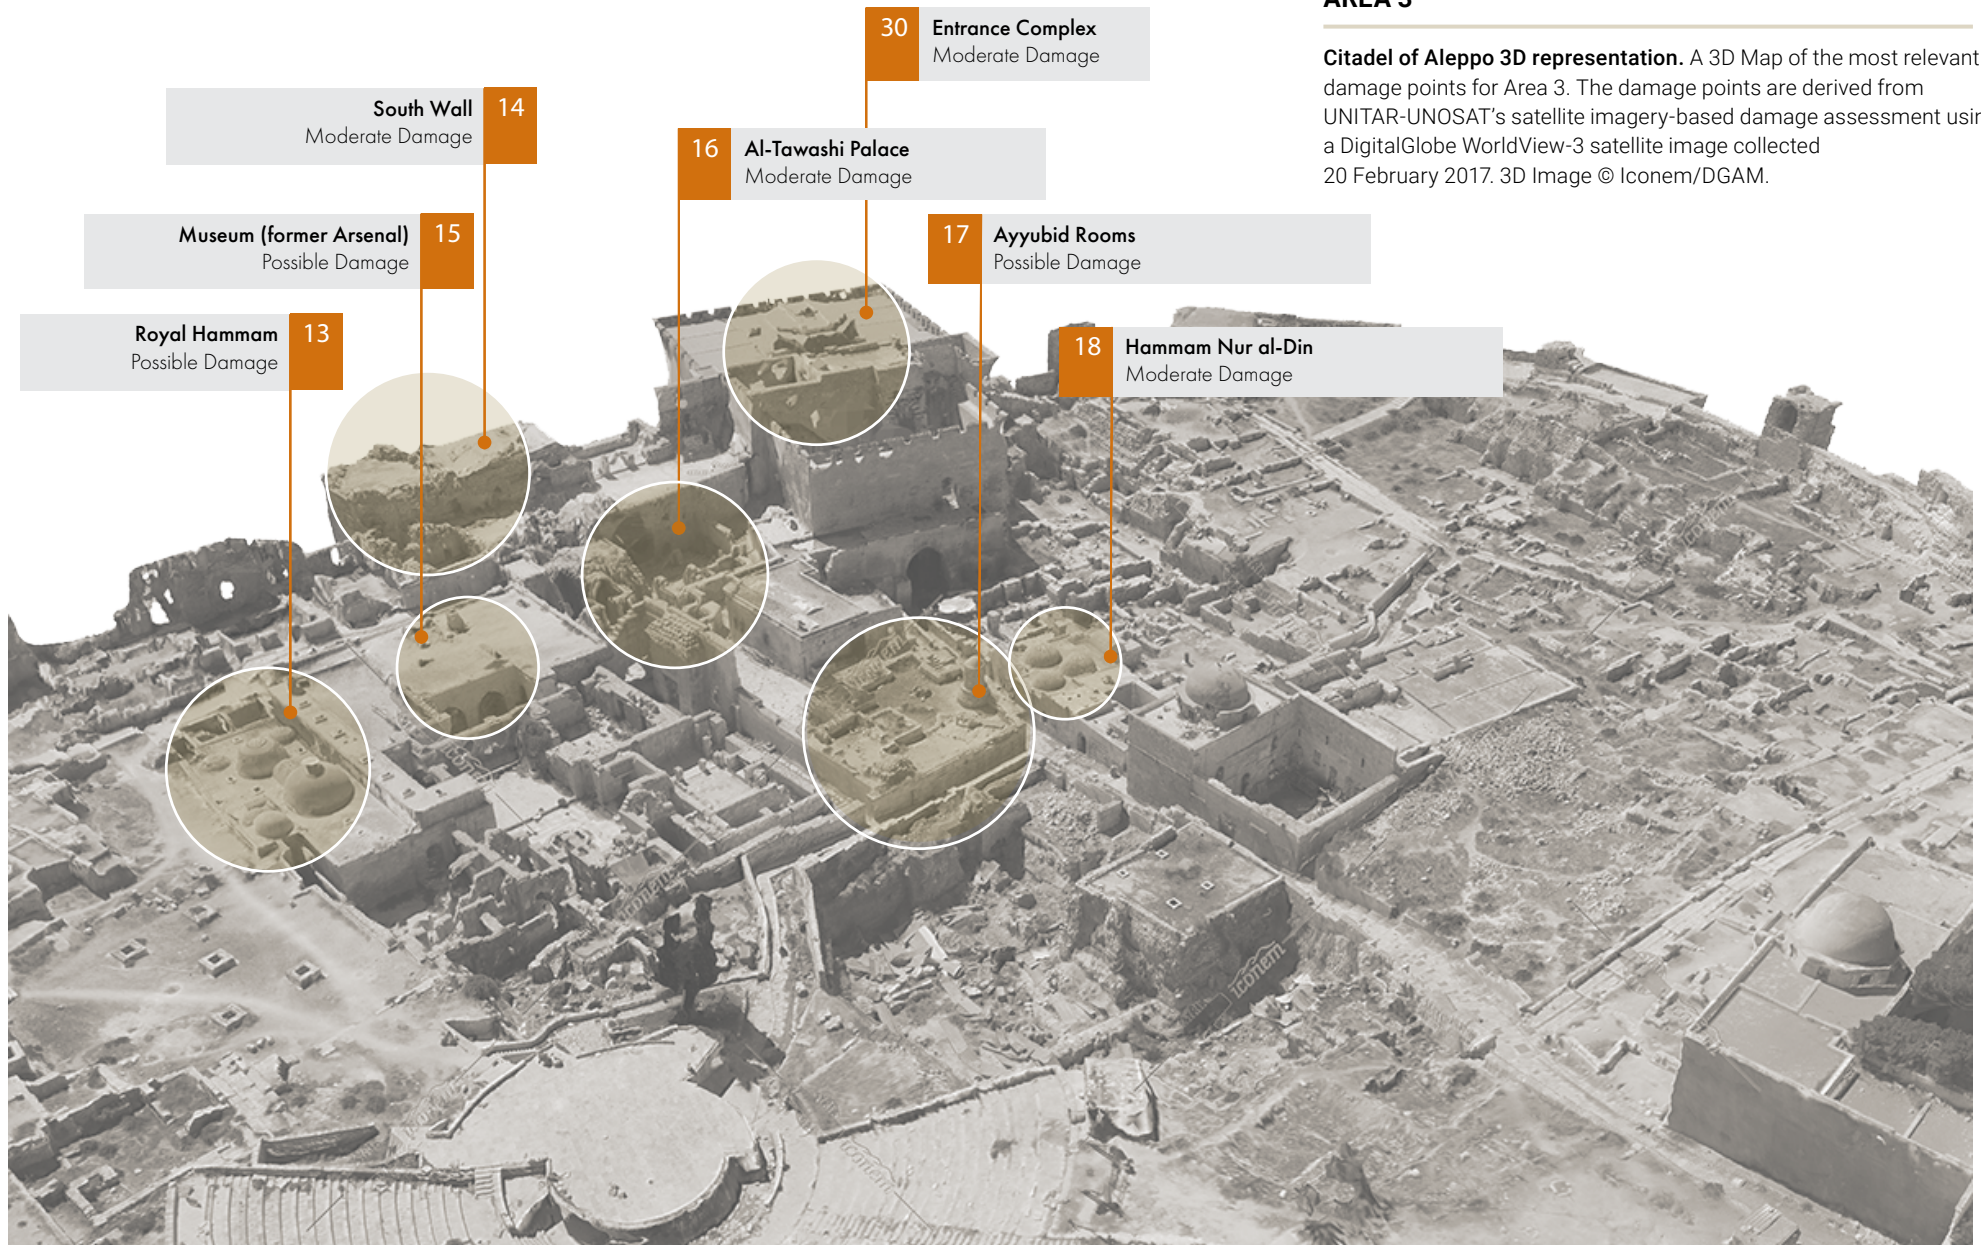 AREA 3
Citadel of Aleppo 3D representation. A 3D Map of the most relevant
damage points for Area 3. The damage points are derived from
UNITAR-UNOSAT's satellite imagery-based damage assessment usin
a DigitalGlobe WorldView-3 satellite image collected
20 February 2017. 3D Image © Iconem/DGAM.
30 Entrance Complex
Moderate Damage
South Wall 14
Moderate Damage
16 Al-Tawashi Palace
Moderate Damage
Museum (former Arsenal) 15
Possible Damage
17 Ayyubid Rooms
Possible Damage
Royal Hammam 13
Possible Damage
18 Hammam Nur al-Din
Moderate Damage
iconem
iconem
iconem